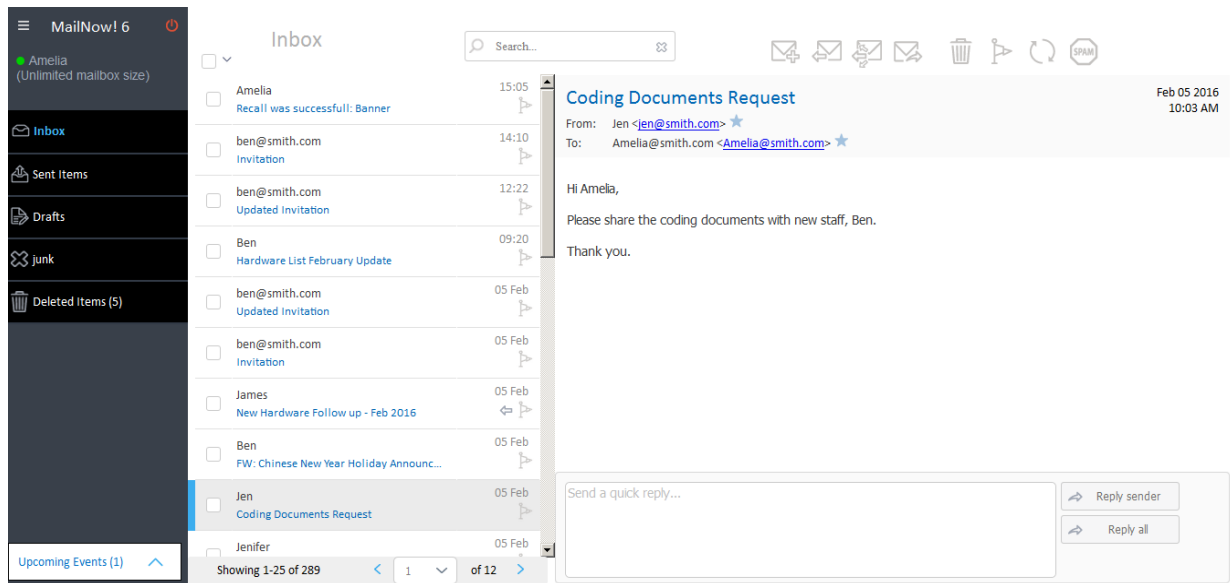 MailNow! 6
Amelia
(Unlimited mailbox size)
Inbox
Sent Items
Drafts
junk
Deleted Items (5)
Upcoming Events (1)
Inbox
Search...
SPAM
Amelia 15:05
Recall was successfull: Banner
ben@smith.com 14:10
Invitation
ben@smith.com 12:22
Updated Invitation
Ben 09:20
Hardware List February Update
ben@smith.com 05 Feb
Updated Invitation
ben@smith.com 05 Feb
Invitation
James 05 Feb
New Hardware Follow up - Feb 2016
Ben 05 Feb
FW: Chinese New Year Holiday Announc...
Jen 05 Feb
Coding Documents Request
Jenifer 05 Feb
Showing 1-25 of 289 1 of 12
Coding Documents Request Feb 05 2016
10:03 AM
From: Jen <jen@smith.com>
To: Amelia@smith.com <Amelia@smith.com>
Hi Amelia,
Please share the coding documents with new staff, Ben.
Thank you.
Send a quick reply...
Reply sender
Reply all